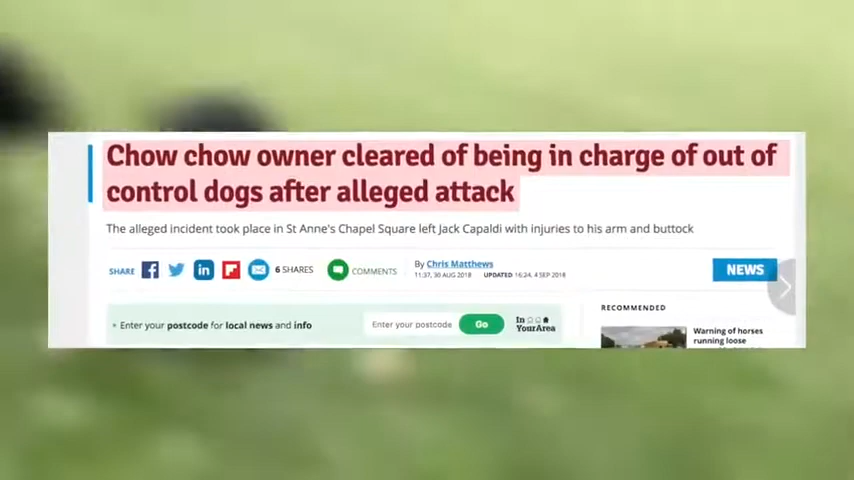 Chow chow owner cleared of being in charge of out of
control dogs after alleged attack
The alleged incident took place in St Anne's Chapel Square left Jack Capaldi with injuries to his arm and buttock
SHARE
in
6 SHARES
COMMENTS
By Chris Matthews
11:37, 30 AUG 2018 UPDATED: 16:24, 4 SEP 2018
NEWS
Enter your postcode for local news and info
Enter your postcode
Go
In
YourArea
RECOMMENDED
Warning of horses
running loose